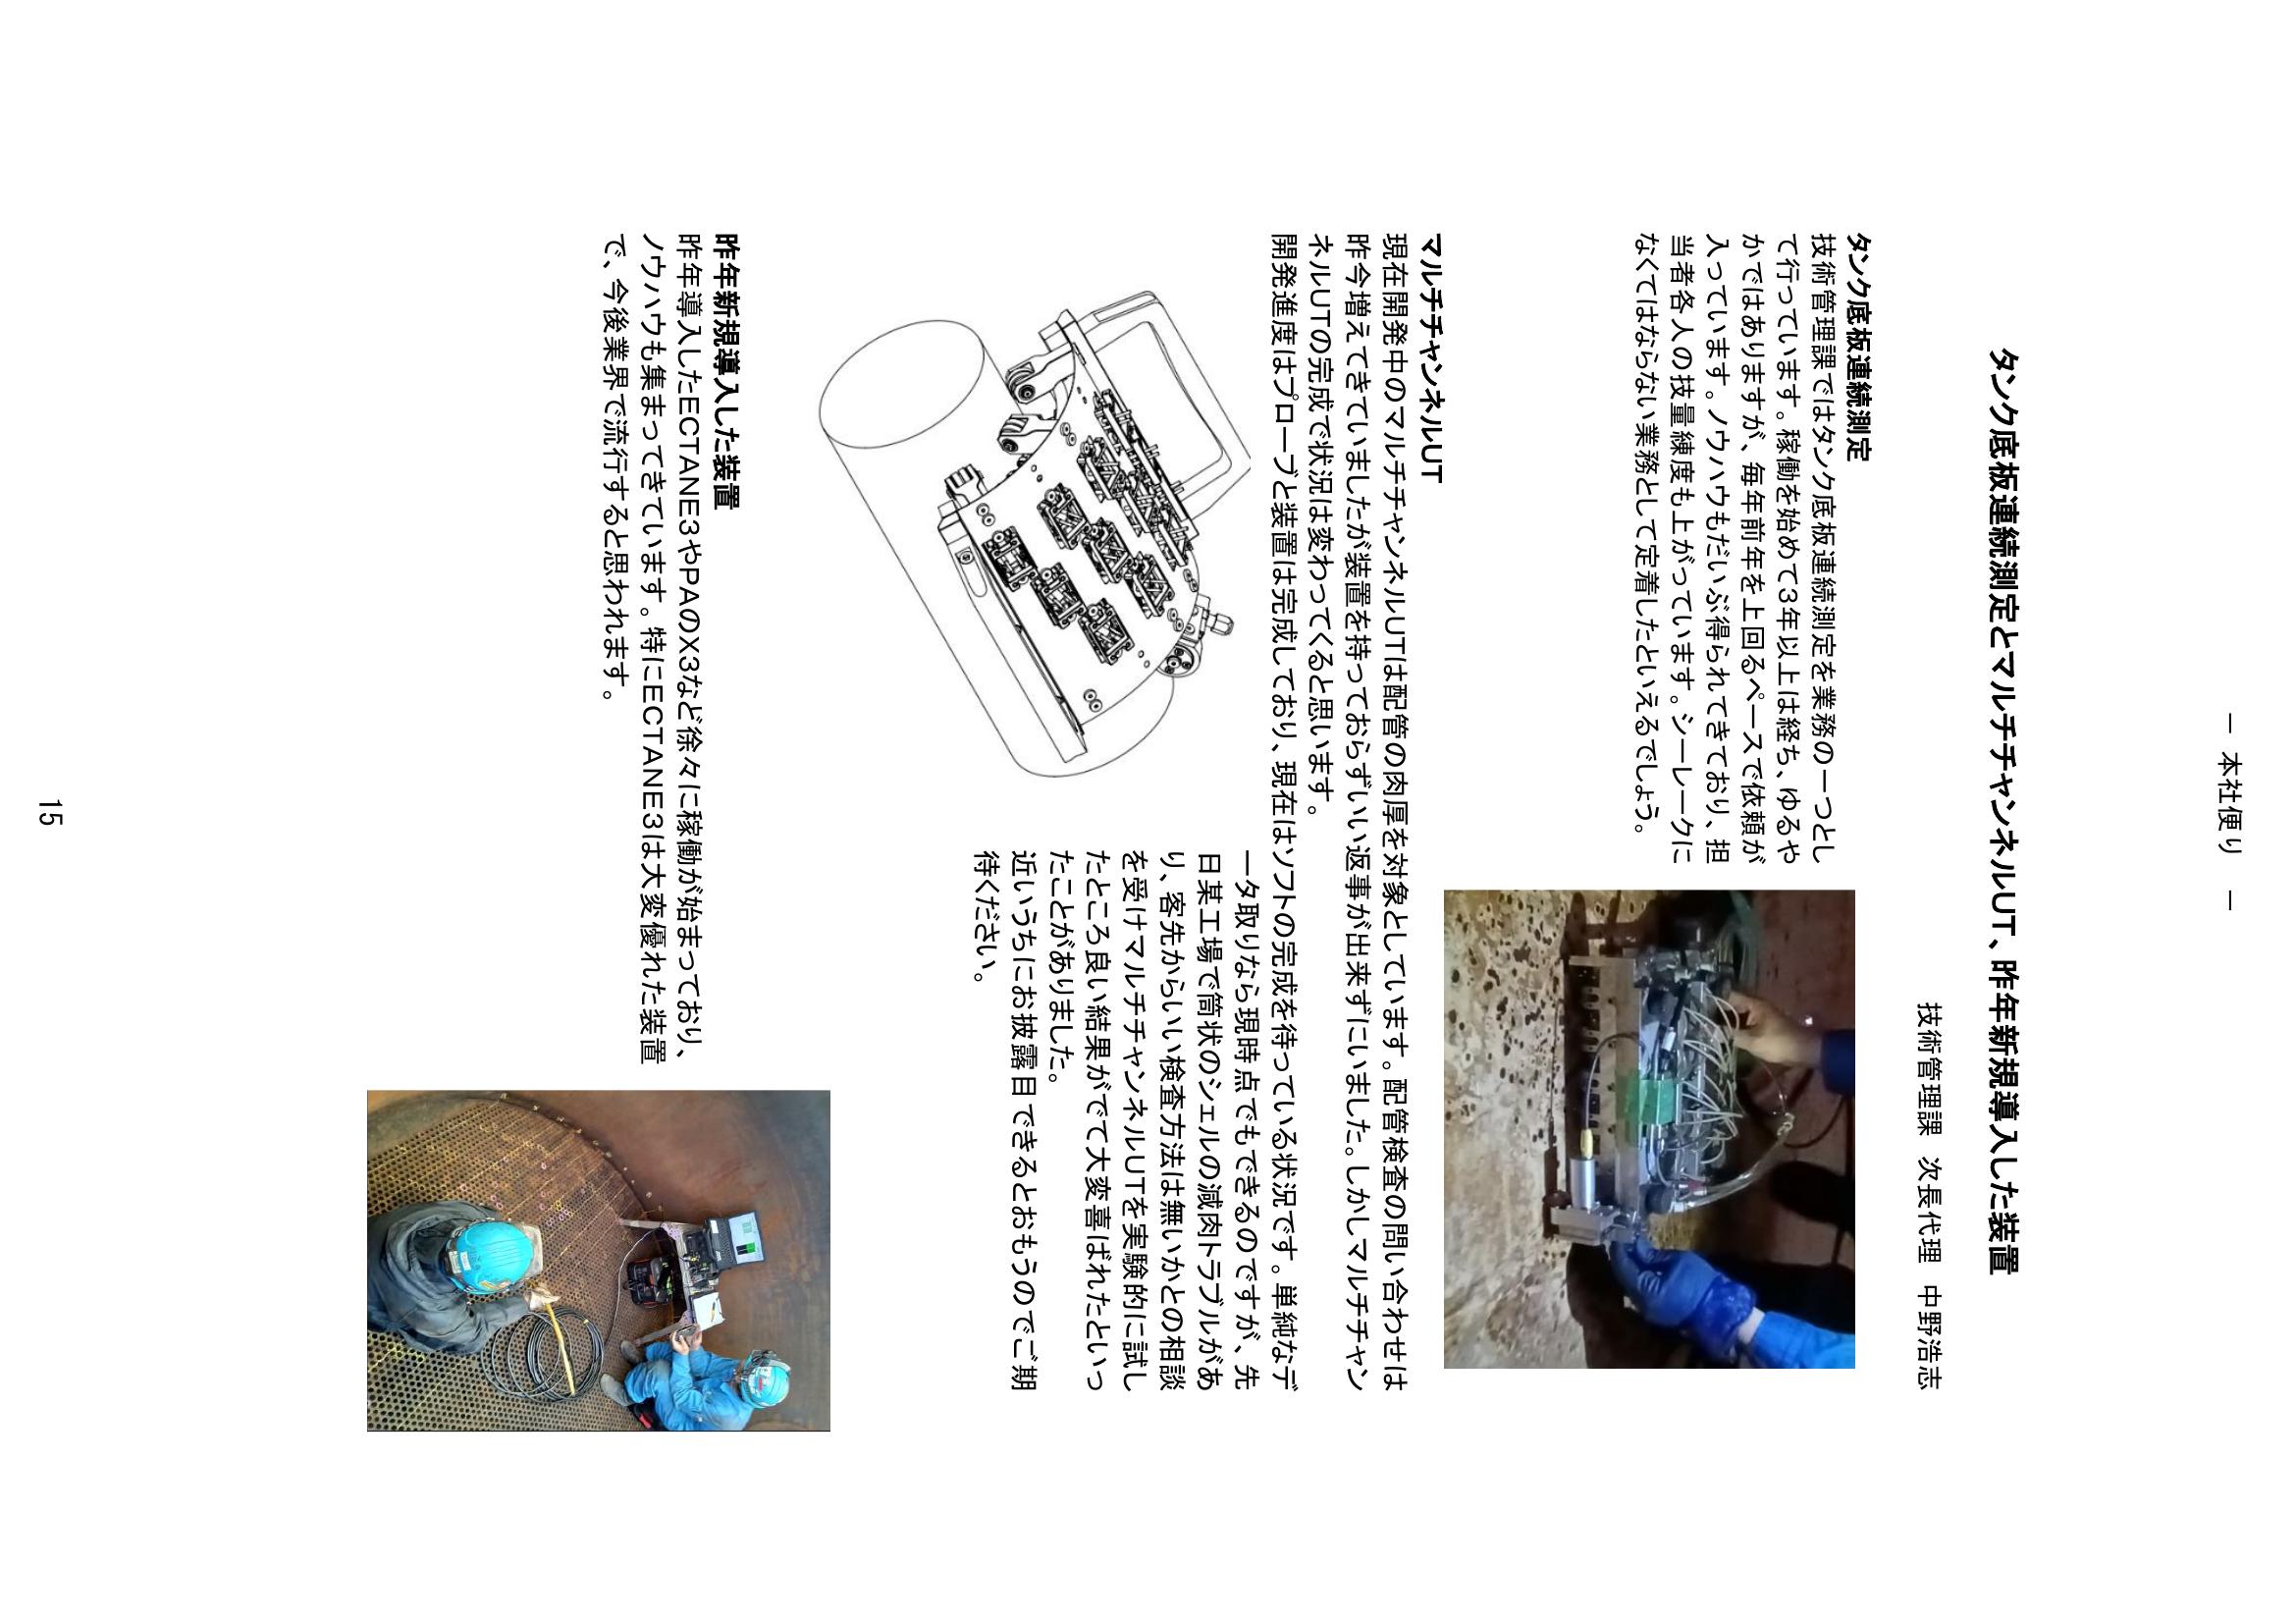 － 本社便り －
タンク底板連続測定とマルチチャンネルUT、昨年新規導入した装置
技術管理課 次長代理 中野浩志
タンク底板連続測定
技術管理課ではタンク底板連続測定を業務の一つとし
て行っています。稼働を始めて3年以上は経ち、ゆるや
かではありますが、毎年前年を上回るペースで依頼が
入っています。ノウハウもだいぶ得られてきており、担
当者各人の技量練度も上がっています。シーレークに
なくてはならない業務として定着したといえるでしょう。
マルチチャンネルUT
現在開発中のマルチチャンネルUTは配管の肉厚を対象としています。配管検査の問い合わせは
昨今増えてきていましたが装置を持っておらずいい返事が出来ずにいました。しかしマルチチャン
ネルUTの完成で状況は変わってくると思います。
開発進度はプローブと装置は完成しており、現在はソフトの完成を待っている状況です。単純なデ
ータ取りなら現時点でもできるのですが、先
日某工場で筒状のシェルの減肉トラブルがあ
り、客先からいい検査方法は無いかとの相談
を受けマルチチャンネルUTを実験的に試し
たところ良い結果がでて大変喜ばれたといっ
たことがありました。
近いうちにお披露目できるとおもうのでご期
待ください。
昨年新規導入した装置
昨年導入したECTANE3やPAのX3など徐々に稼働が始まっており、
ノウハウも集まってきています。特にECTANE3は大変優れた装置
で、今後業界で流行すると思われます。
15